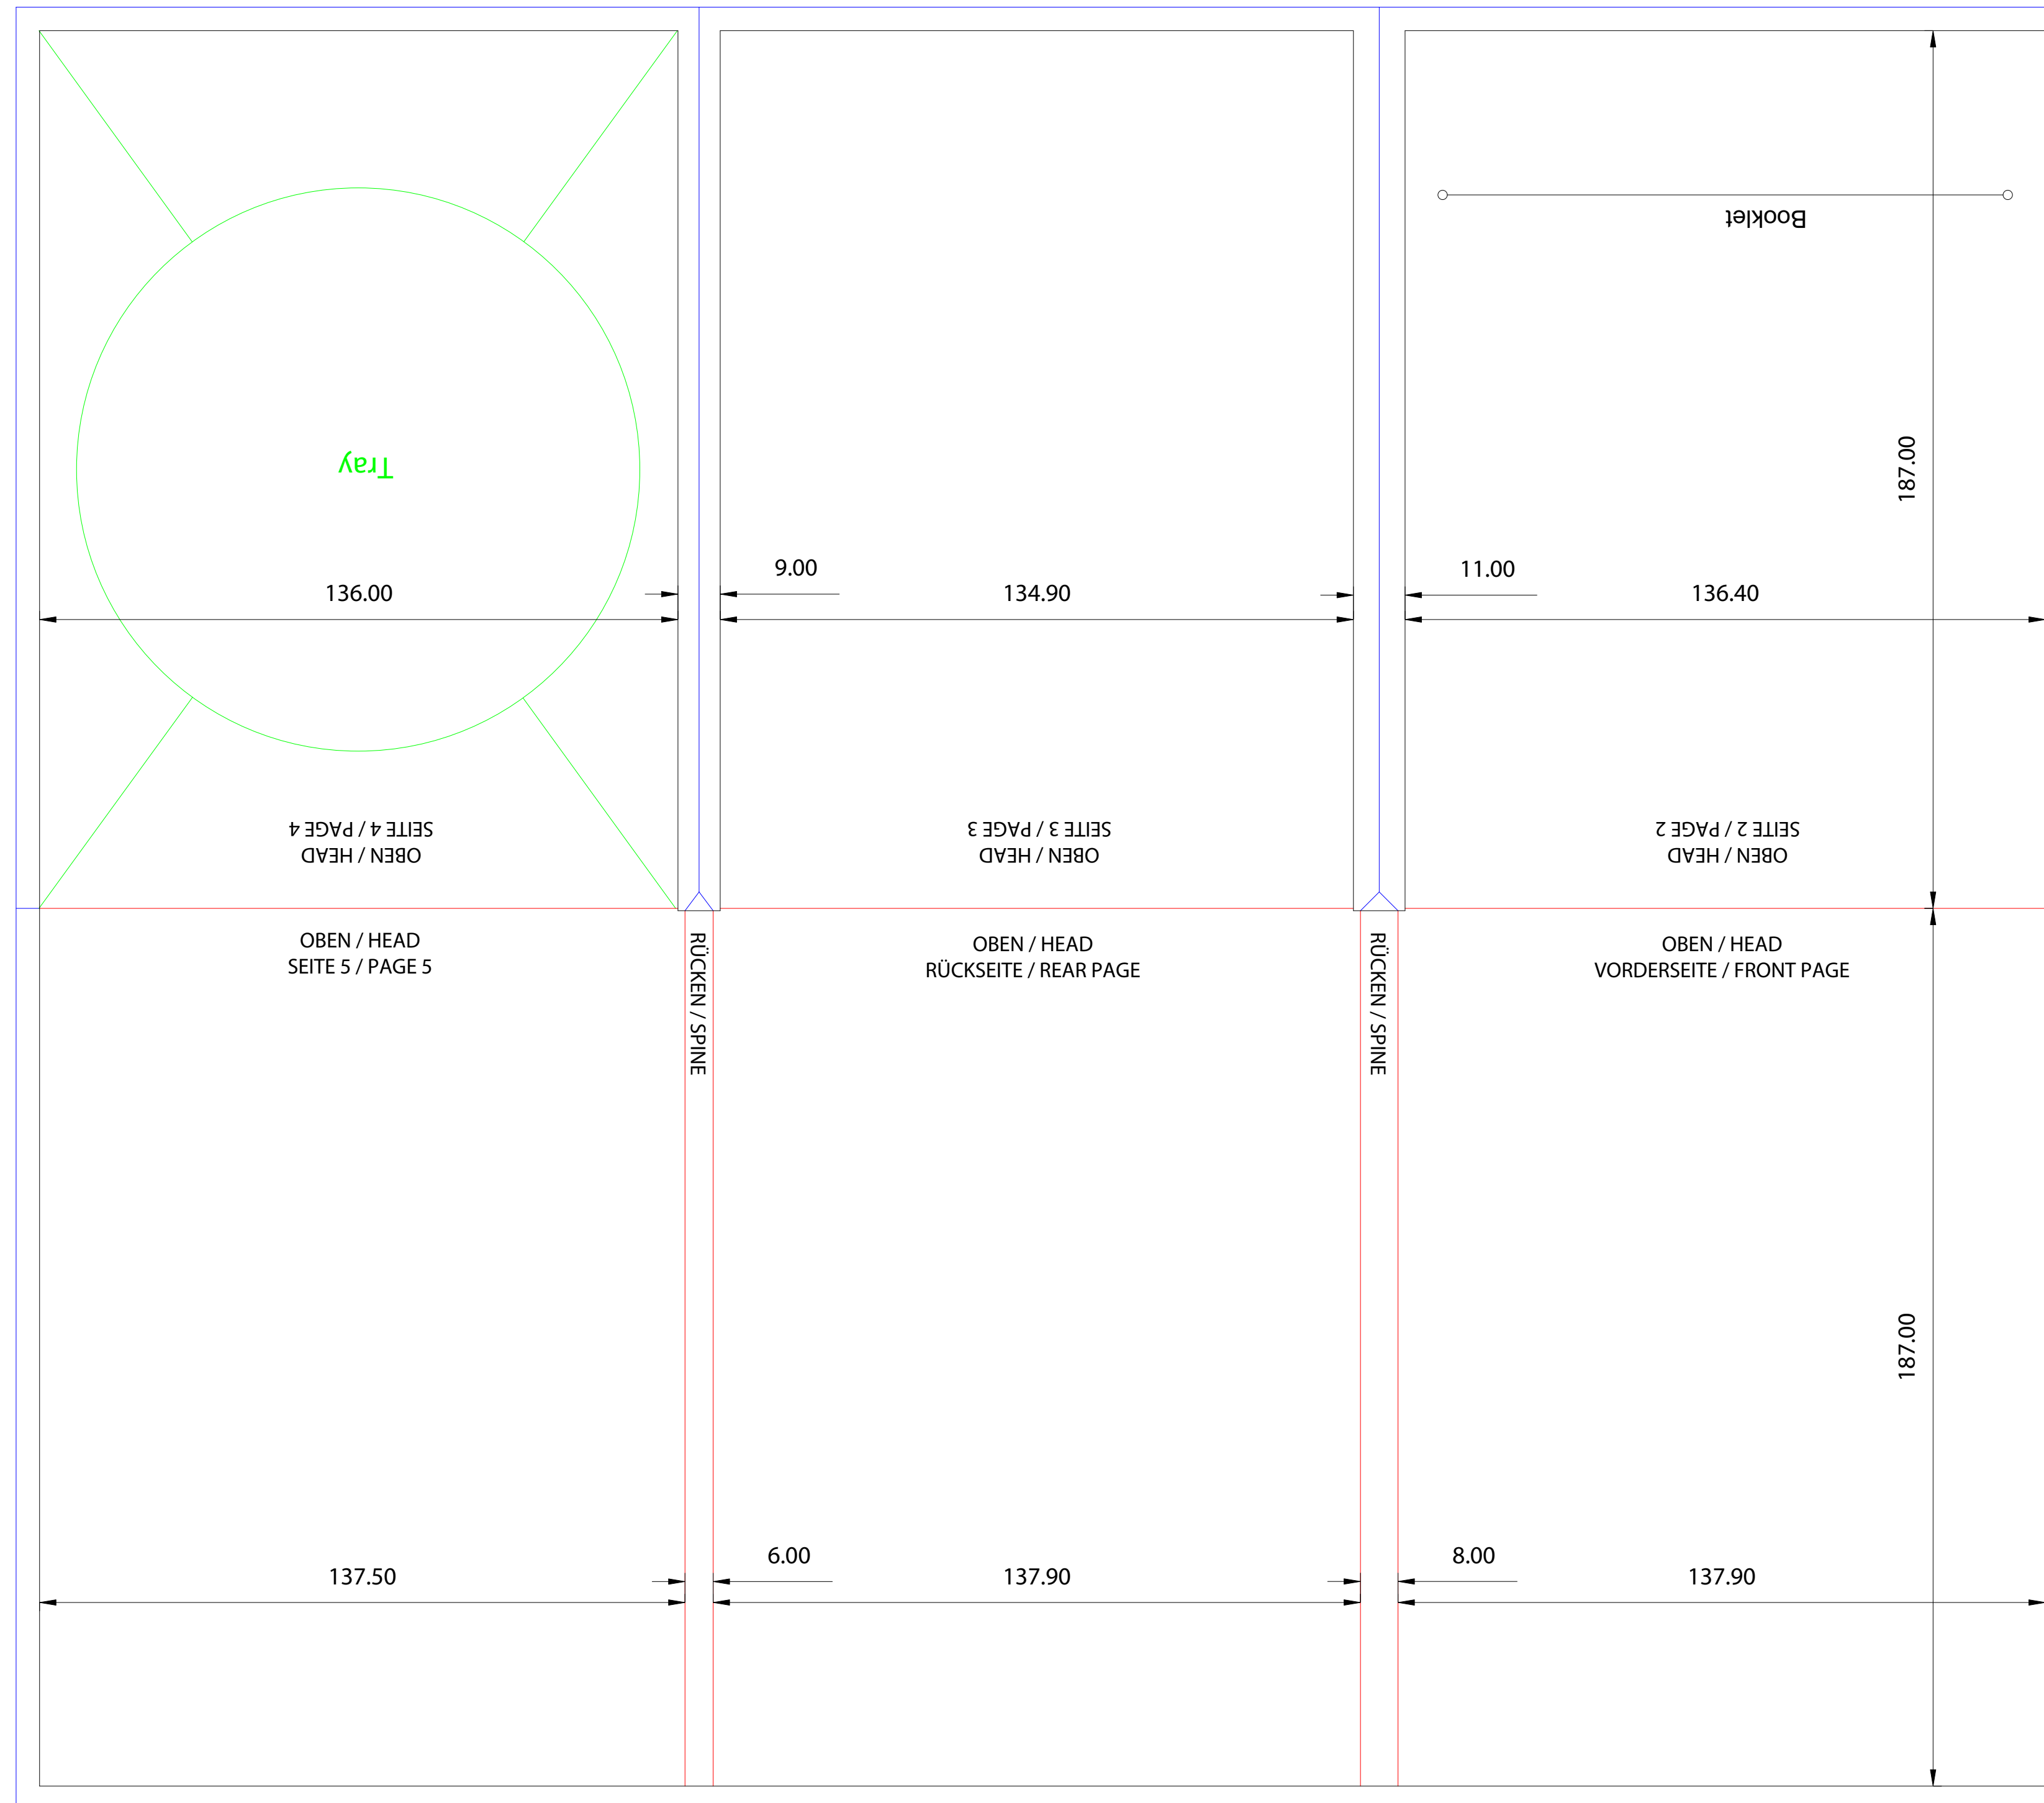 Booklet
187.00
Tray
9.00
11.00
136.00
134.90
136.40
SEITE 4 / PAGE 4
OBEN / HEAD
SEITE 3 / PAGE 3
OBEN / HEAD
SEITE 2 / PAGE 2
OBEN / HEAD
OBEN / HEAD
SEITE 5 / PAGE 5
RÜCKEN / SPINE
OBEN / HEAD
RÜCKSEITE / REAR PAGE
RÜCKEN / SPINE
OBEN / HEAD
VORDERSEITE / FRONT PAGE
187.00
6.00
8.00
137.50
137.90
137.90